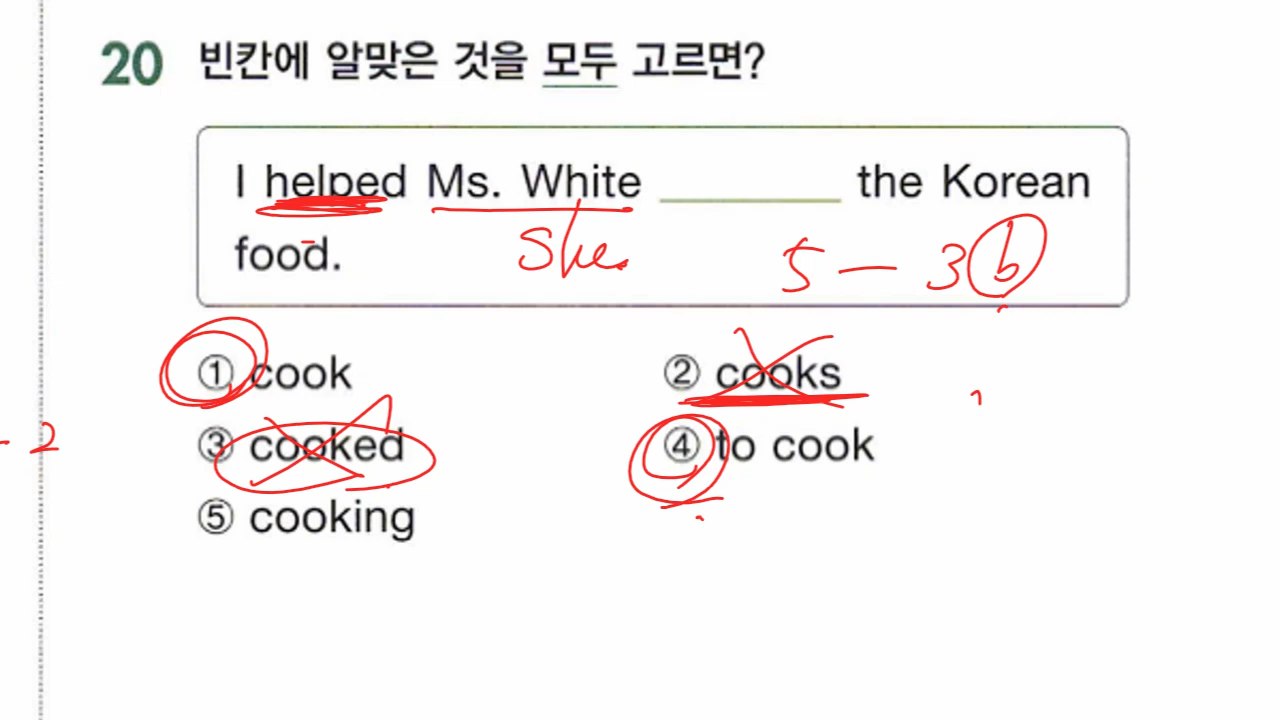 20 빈칸에 알맞은 것을 모두 고르면?
I helped Ms. White ________ the Korean
food.
She
5 — 3 b
① cook
② cooks
③ cooked
④ to cook
- 2
⑤ cooking